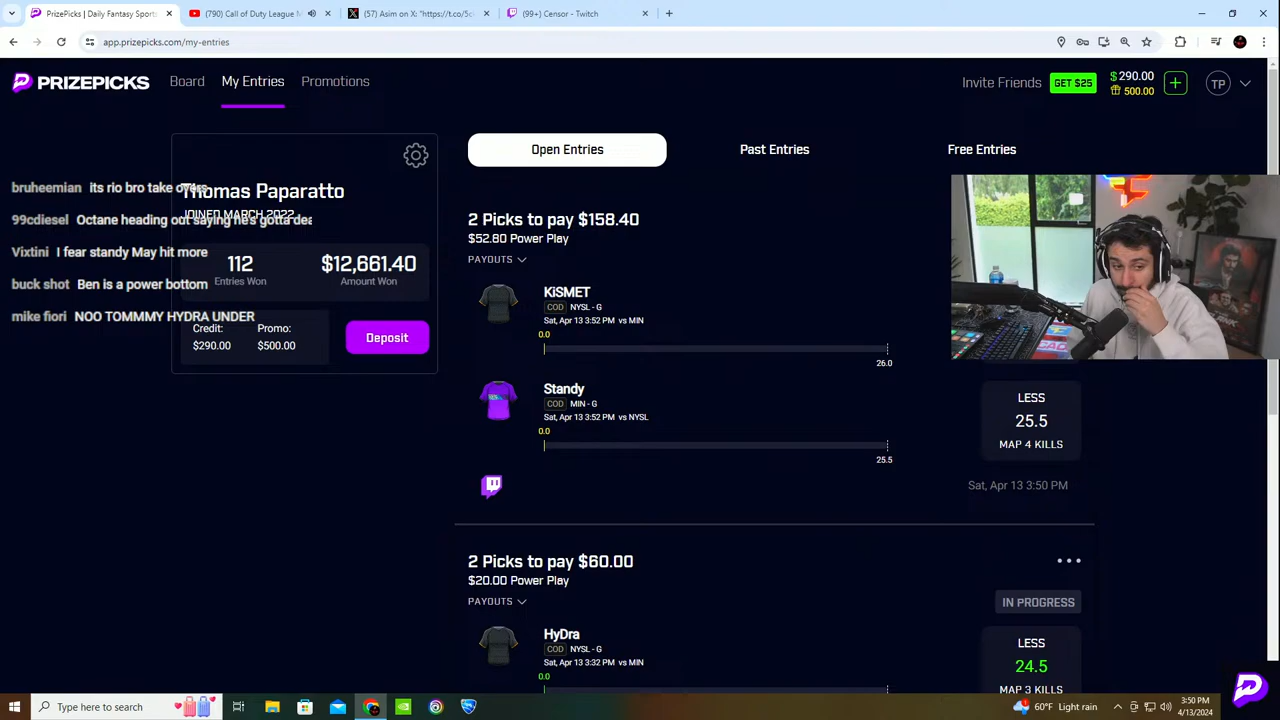 PrizePicks | Daily Fantasy Sports
(790) Call of Duty League M
(57) Asim on X: "https://t.co/5c
(99+) Censor - Twitch
app.prizepicks.com/my-entries
PRIZEPICKS
Board
My Entries
Promotions
Invite Friends
GET $25
$290.00
500.00
TP
Open Entries
Past Entries
Free Entries
Thomas Paparatto
JOINED MARCH 2022
112
Entries Won
$12,661.40
Amount Won
Credit:
$290.00
Promo:
$500.00
Deposit
bruheemian its rio bro take overs
99cdiesel Octane heading out saying he's gotta dea
Vixtini I fear standy May hit more
buck shot Ben is a power bottom
mike fiori NOO TOMMMY HYDRA UNDER
2 Picks to pay $158.40
$52.80 Power Play
PAYOUTS
KiSMET
COD NYSL - G
Sat, Apr 13 3:52 PM vs MIN
0.0
26.0
Standy
COD MIN - G
Sat, Apr 13 3:52 PM vs NYSL
0.0
25.5
LESS
25.5
MAP 4 KILLS
Sat, Apr 13 3:50 PM
2 Picks to pay $60.00
$20.00 Power Play
PAYOUTS
IN PROGRESS
HyDra
COD NYSL - G
Sat, Apr 13 3:32 PM vs MIN
0.0
LESS
24.5
MAP 3 KILLS
Type here to search
60°F Light rain
3:50 PM
4/13/2024